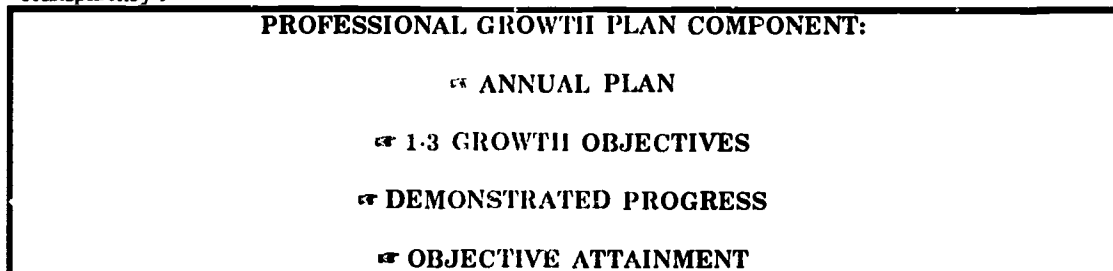 PROFESSIONAL GROWTH PLAN COMPONENT:
☞ ANNUAL PLAN
☞ 1-3 GROWTH OBJECTIVES
☞ DEMONSTRATED PROGRESS
☞ OBJECTIVE ATTAINMENT